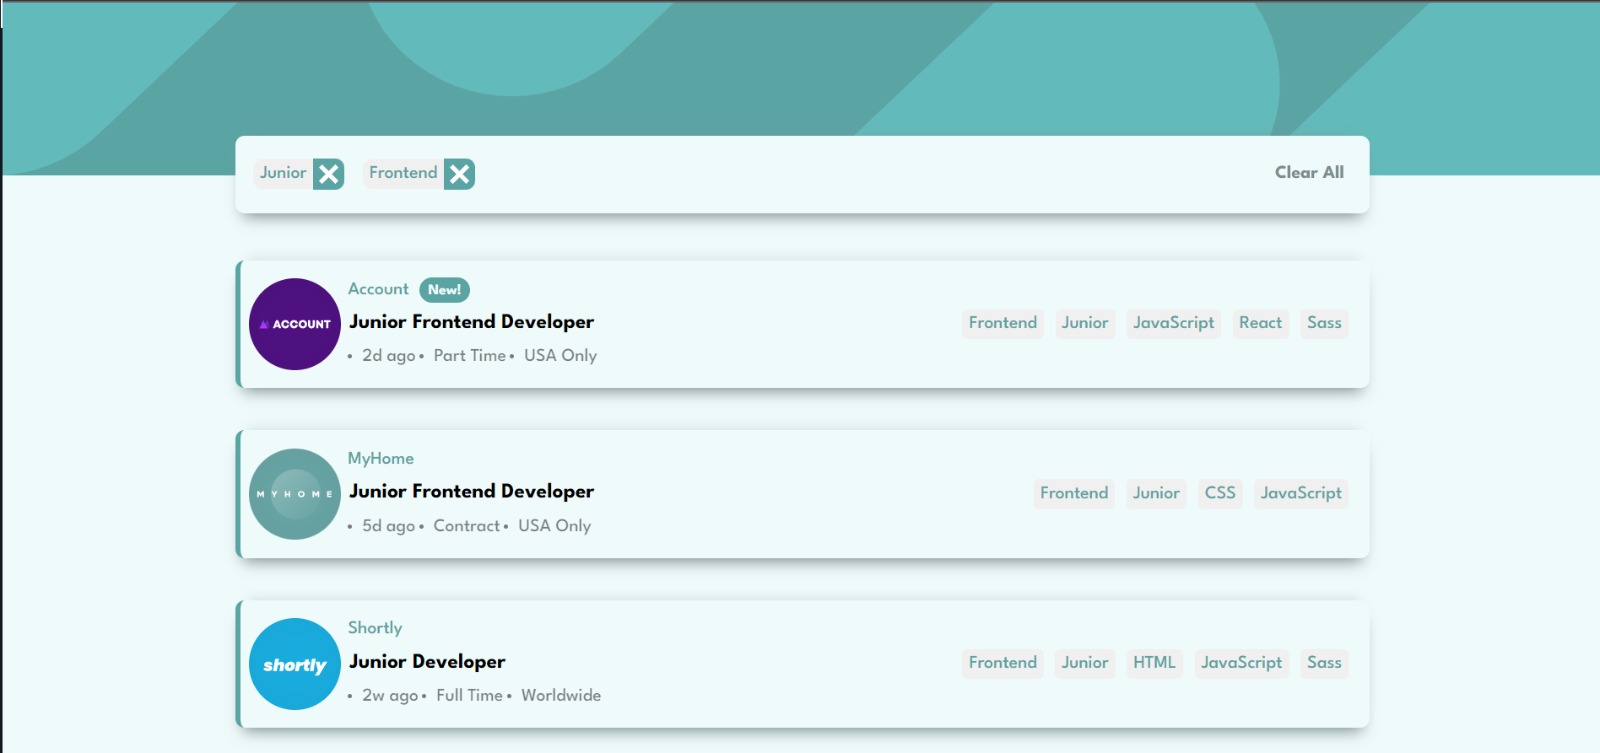 Junior Frontend Clear All
ACCOUNT
Account New!
Junior Frontend Developer
• 2d ago • Part Time • USA Only
Frontend Junior JavaScript React Sass
MYHOME
MyHome
Junior Frontend Developer
• 5d ago • Contract • USA Only
Frontend Junior CSS JavaScript
shortly
Shortly
Junior Developer
• 2w ago • Full Time • Worldwide
Frontend Junior HTML JavaScript Sass